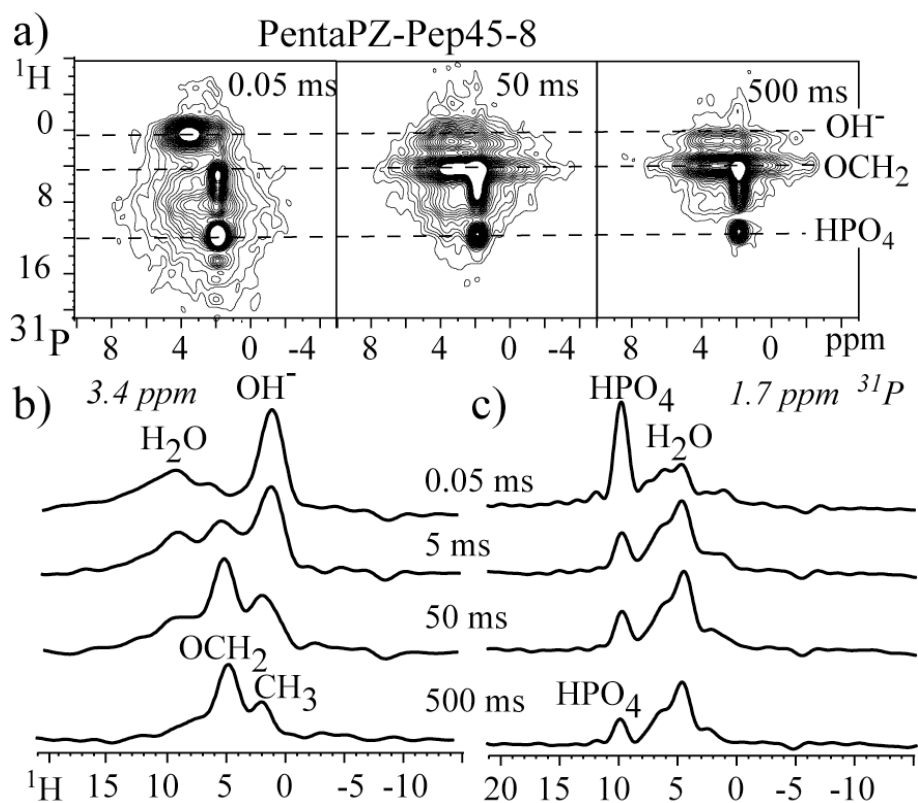 a) PentaPZ-Pep45-8
¹H
0.05 ms 50 ms 500 ms
0 OH⁻
OCH₂
8
HPO₄
16
³¹P 8 4 0 -4 8 4 0 8 4 0 ppm
b) 3.4 ppm OH⁻ c) HPO₄ 1.7 ppm ³¹P
H₂O H₂O
0.05 ms
5 ms
50 ms
OCH₂
CH₃
500 ms HPO₄
¹H 15 10 5 0 -5 -10 20 15 10 5 0 -5 -10